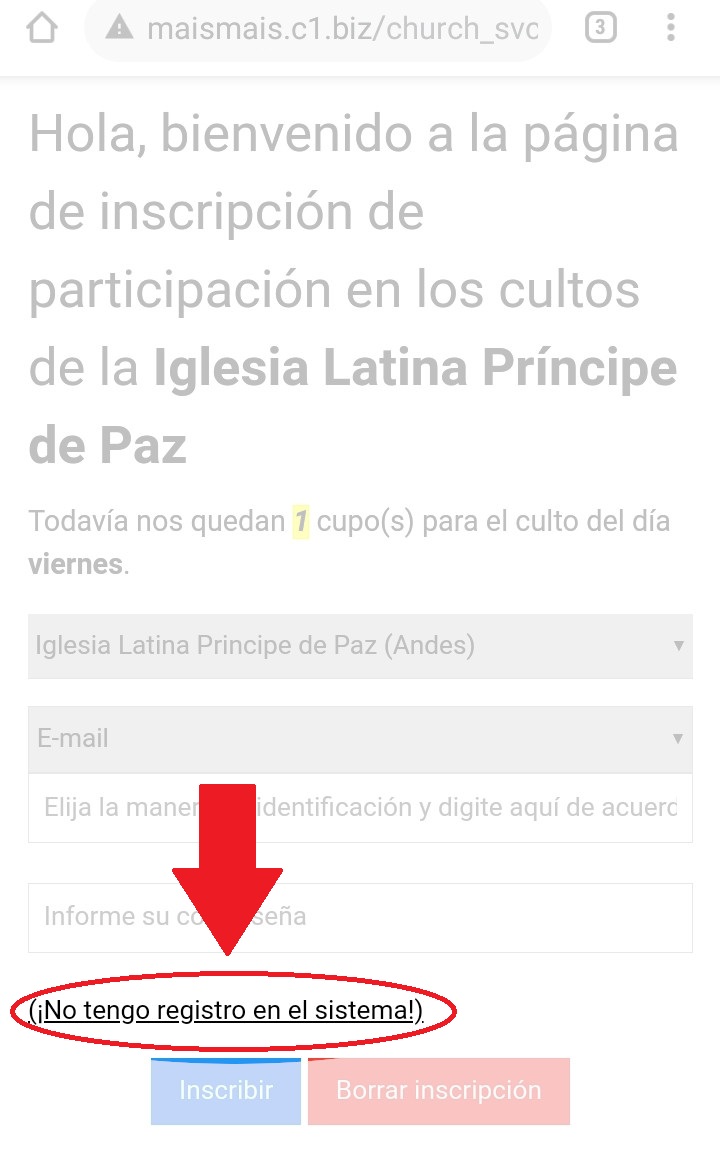 maismais.c1.biz/church_svc
3
Hola, bienvenido a la página
de inscripción de
participación en los cultos
de la Iglesia Latina Príncipe
de Paz
Todavía nos quedan 1 cupo(s) para el culto del día
viernes.
Iglesia Latina Principe de Paz (Andes)
E-mail
Elija la maner identificación y digite aquí de acuerd
Informe su co seña
(¡No tengo registro en el sistema!)
Inscribir Borrar inscripción